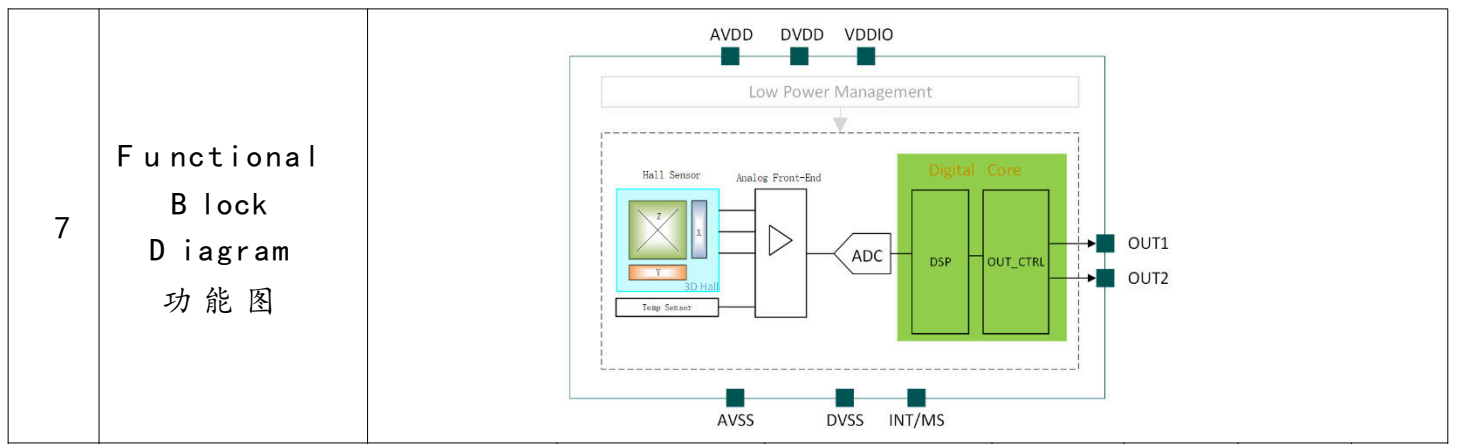 7
Functional
Block
Diagram
功能图
AVDD DVDD VDDIO
Low Power Management
Hall Sensor
Analog Front-End
Digital Core
Z
X
Y
3D Hall
Temp Sensor
ADC
DSP
OUT_CTRL
OUT1
OUT2
AVSS DVSS INT/MS